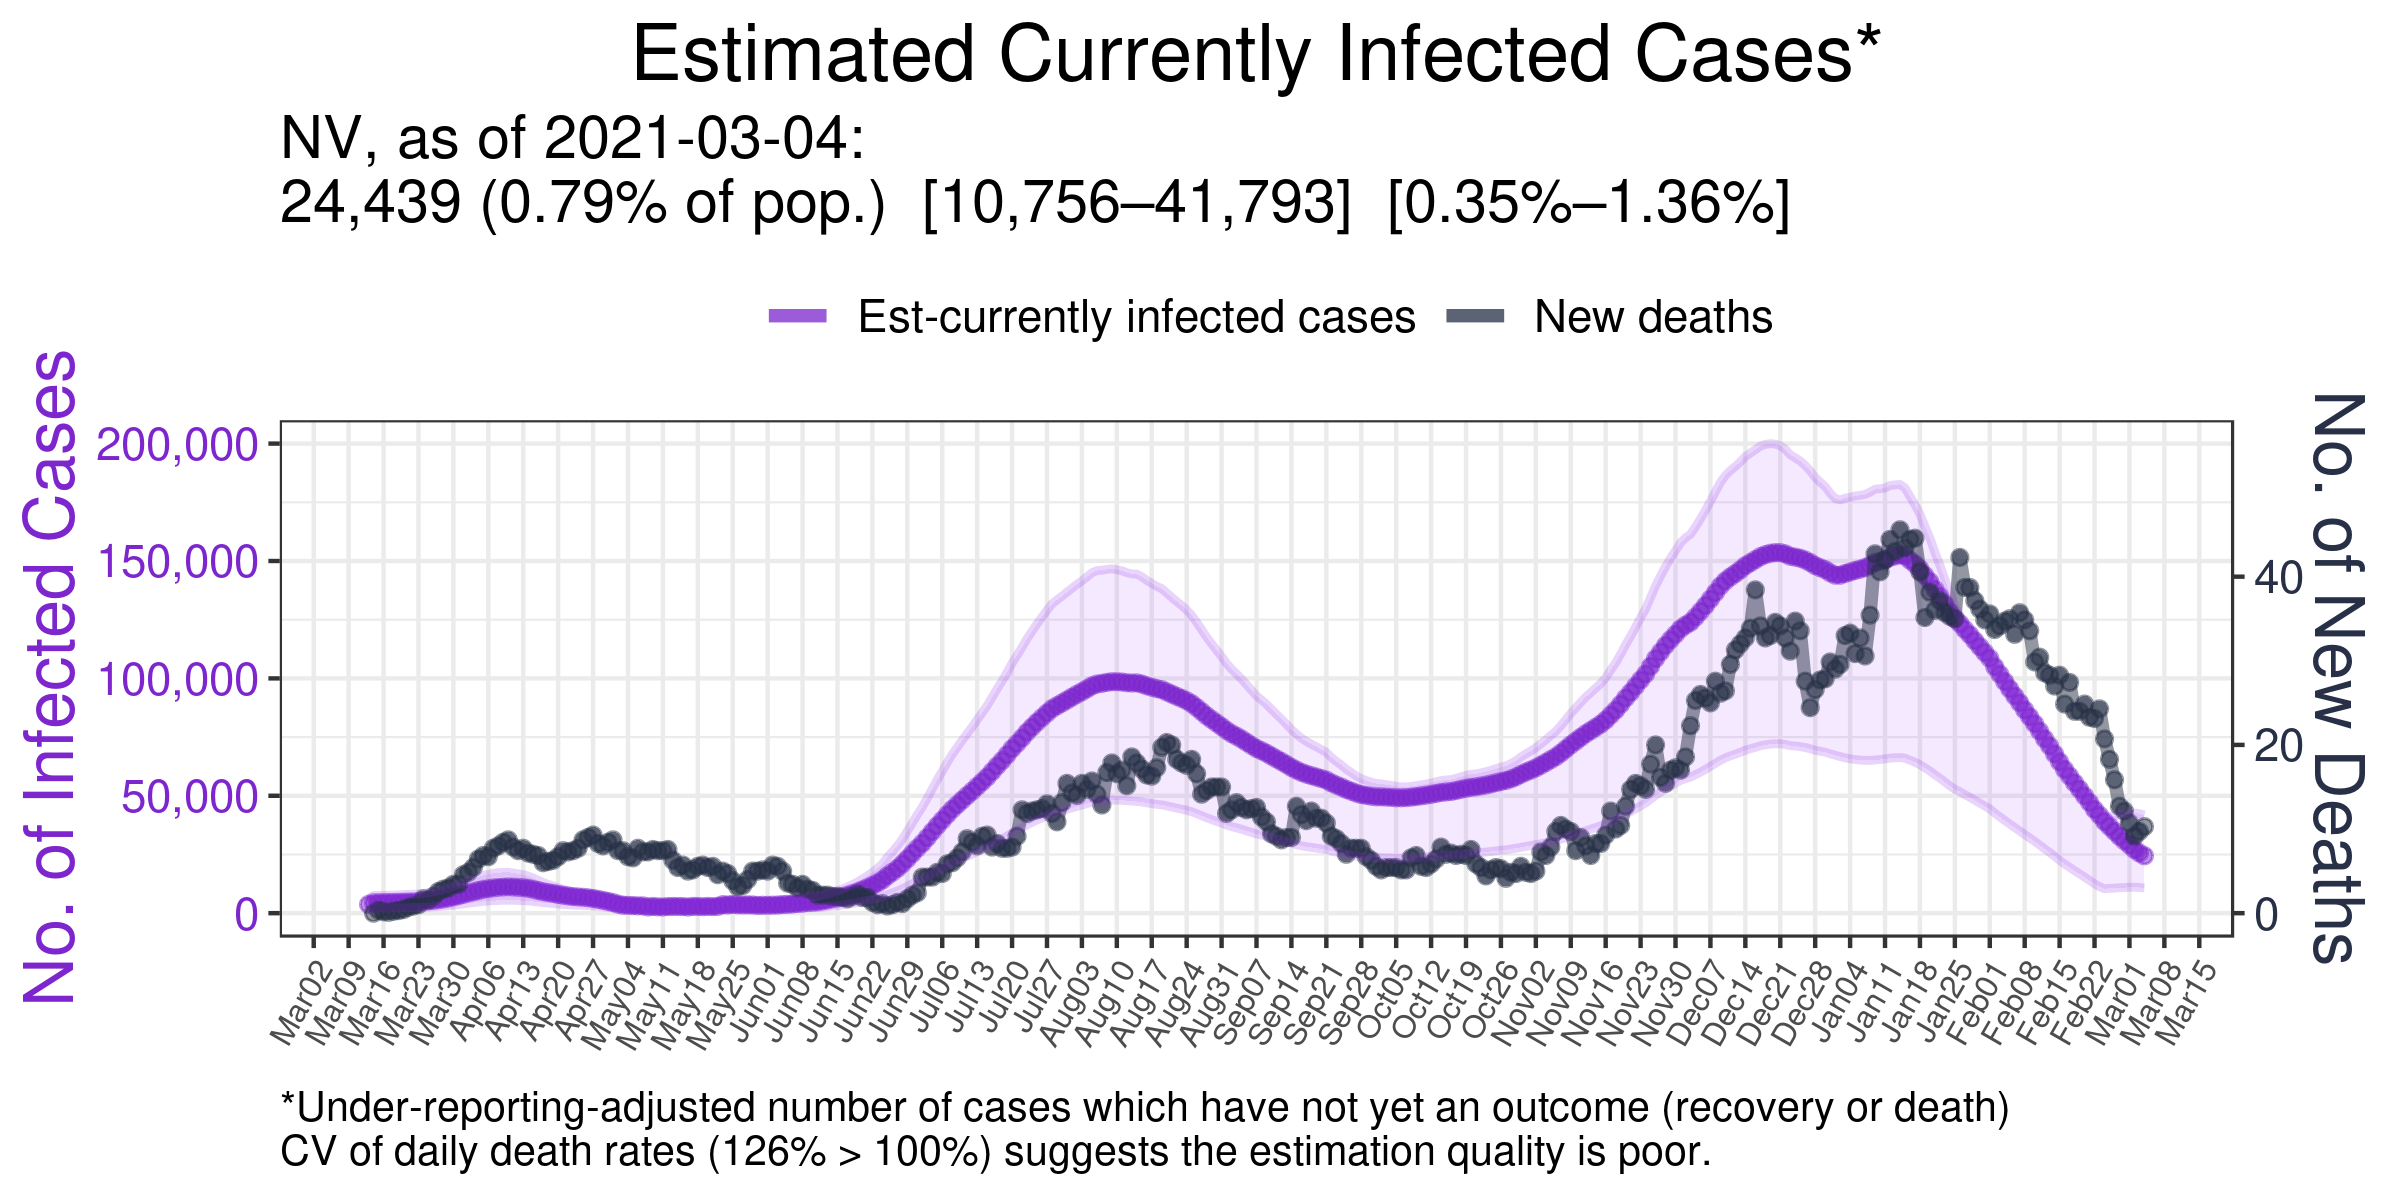 Estimated Currently Infected Cases*
NV, as of 2021-03-04:
24,439 (0.79% of pop.) [10,756–41,793] [0.35%–1.36%]
Est-currently infected cases
New deaths
No. of Infected Cases
200,000
150,000
100,000
50,000
0
No. of New Deaths
40
20
0
Mar02
Mar09
Mar16
Mar23
Mar30
Apr06
Apr13
Apr20
Apr27
May04
May11
May18
May25
Jun01
Jun08
Jun15
Jun22
Jun29
Jul06
Jul13
Jul20
Jul27
Aug03
Aug10
Aug17
Aug24
Aug31
Sep07
Sep14
Sep21
Sep28
Oct05
Oct12
Oct19
Oct26
Nov02
Nov09
Nov16
Nov23
Nov30
Dec07
Dec14
Dec21
Dec28
Jan04
Jan11
Jan18
Jan25
Feb01
Feb08
Feb15
Feb22
Mar01
Mar08
Mar15
*Under-reporting-adjusted number of cases which have not yet an outcome (recovery or death)
CV of daily death rates (126% > 100%) suggests the estimation quality is poor.